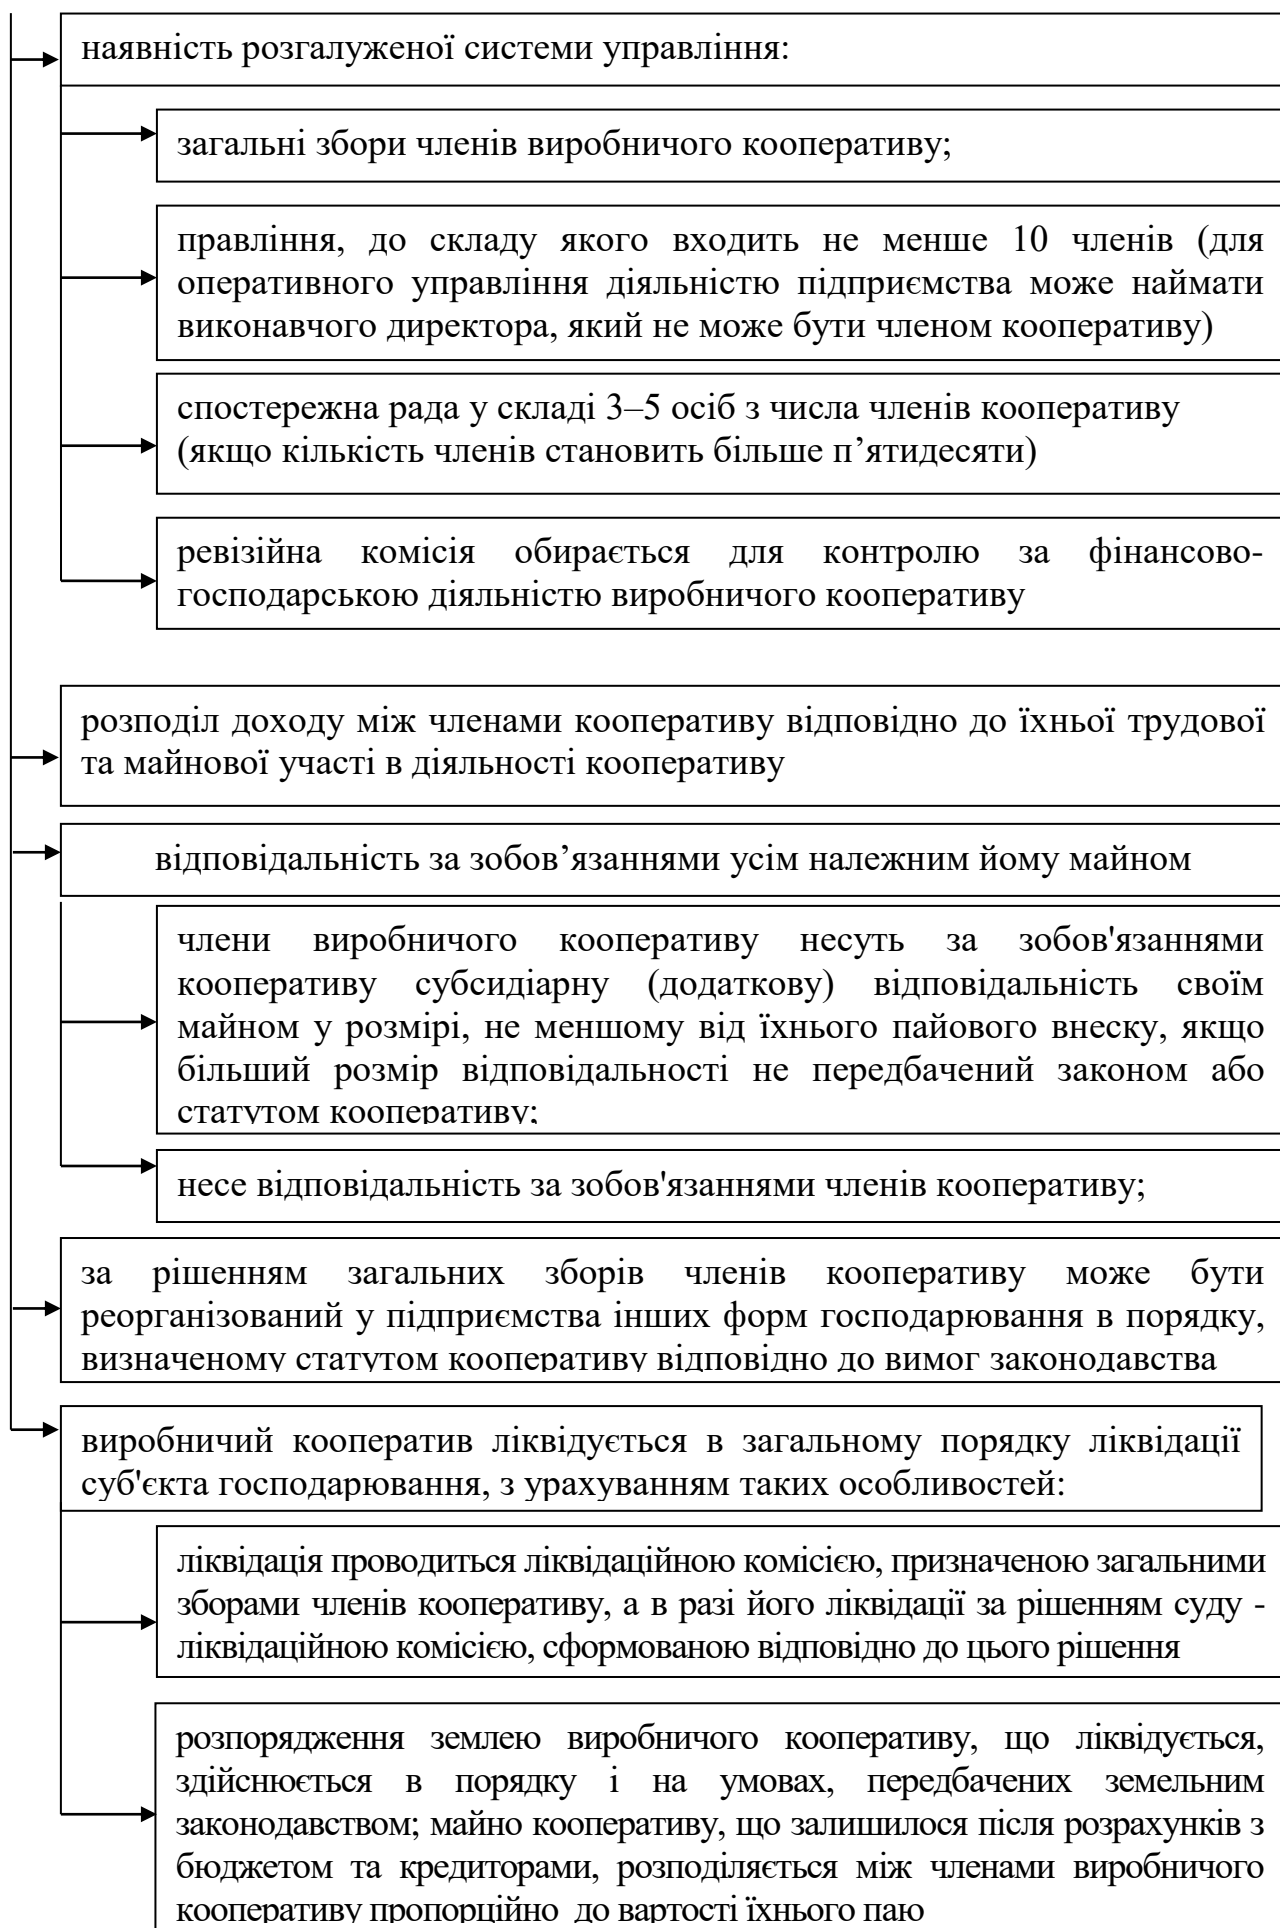 наявність розгалуженої системи управління:
загальні збори членів виробничого кооперативу;
правління, до складу якого входить не менше 10 членів (для
оперативного управління діяльністю підприємства може наймати
виконавчого директора, який не може бути членом кооперативу)
спостережна рада у складі 3–5 осіб з числа членів кооперативу
(якщо кількість членів становить більше п’ятидесяти)
ревізійна комісія обирається для контролю за фінансово-
господарською діяльністю виробничого кооперативу
розподіл доходу між членами кооперативу відповідно до їхньої трудової
та майнової участі в діяльності кооперативу
відповідальність за зобов’язаннями усім належним йому майном
члени виробничого кооперативу несуть за зобов'язаннями
кооперативу субсидіарну (додаткову) відповідальність своїм
майном у розмірі, не меншому від їхнього пайового внеску, якщо
більший розмір відповідальності не передбачений законом або
статутом кооперативу;
несе відповідальність за зобов'язаннями членів кооперативу;
за рішенням загальних зборів членів кооперативу може бути
реорганізований у підприємства інших форм господарювання в порядку,
визначеному статутом кооперативу відповідно до вимог законодавства
виробничий кооператив ліквідується в загальному порядку ліквідації
суб'єкта господарювання, з урахуванням таких особливостей:
ліквідація проводиться ліквідаційною комісією, призначеною загальними
зборами членів кооперативу, а в разі його ліквідації за рішенням суду -
ліквідаційною комісією, сформованою відповідно до цього рішення
розпорядження землею виробничого кооперативу, що ліквідується,
здійснюється в порядку і на умовах, передбачених земельним
законодавством; майно кооперативу, що залишилося після розрахунків з
бюджетом та кредиторами, розподіляється між членами виробничого
кооперативу пропорційно до вартості їхнього паю